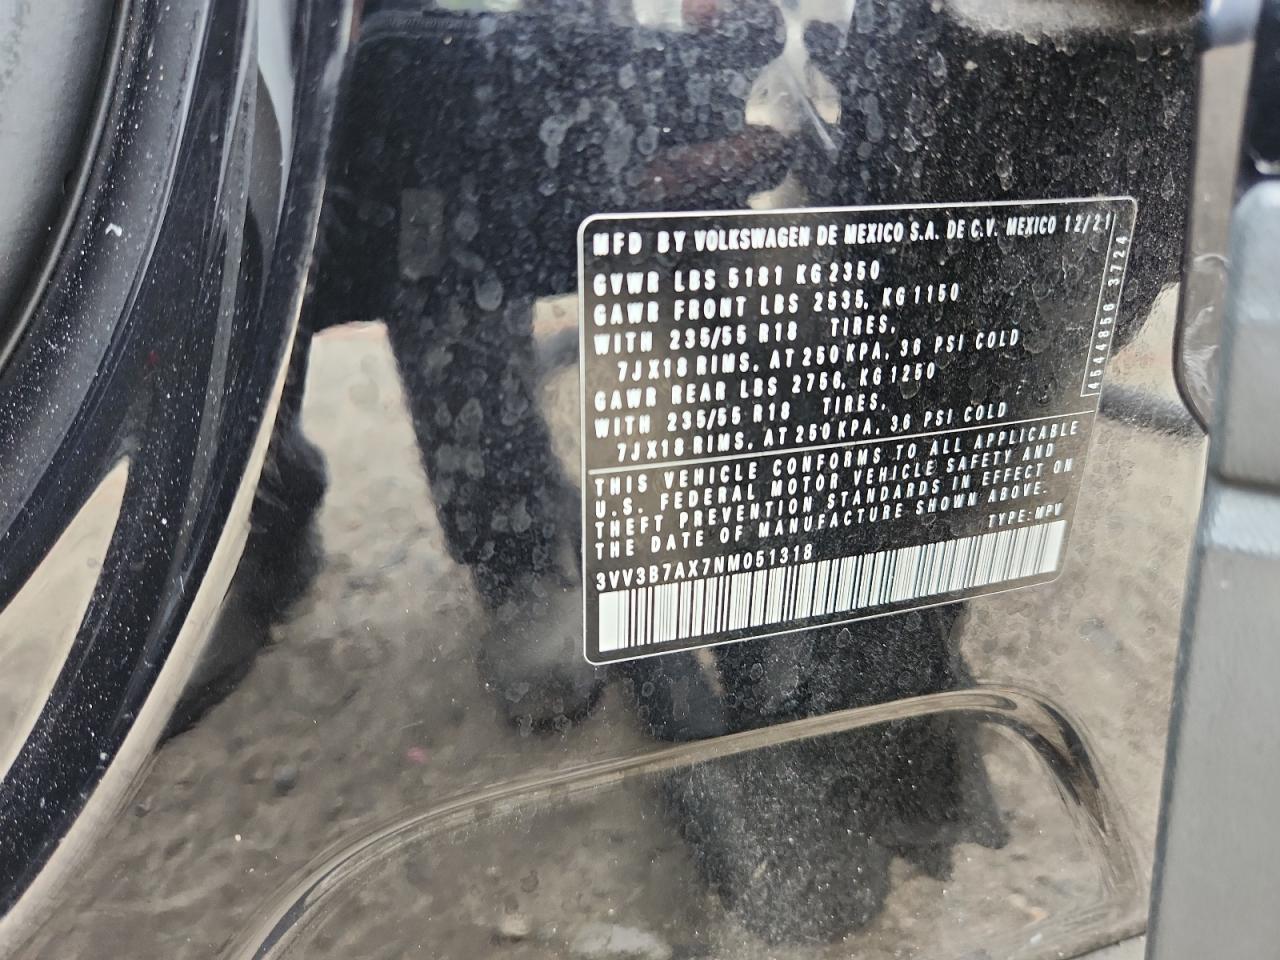 MFD BY VOLKSWAGEN DE MEXICO S.A. DE C.V. MEXICO 12/21
GVWR LBS 5181 KG 2350
GAWR FRONT LBS 2535, KG 1150
WITH 235/55 R18 TIRES,
7JX18 RIMS, AT 250 KPA, 36 PSI COLD
GAWR REAR LBS 2756, KG 1250
WITH 235/55 R18 TIRES,
7JX18 RIMS, AT 250 KPA, 36 PSI COLD
4544856 3724
THIS VEHICLE CONFORMS TO ALL APPLICABLE
U.S. FEDERAL MOTOR VEHICLE SAFETY AND
THEFT PREVENTION STANDARDS IN EFFECT ON
THE DATE OF MANUFACTURE SHOWN ABOVE.
TYPE: MPV
3VV3B7AX7NM051318